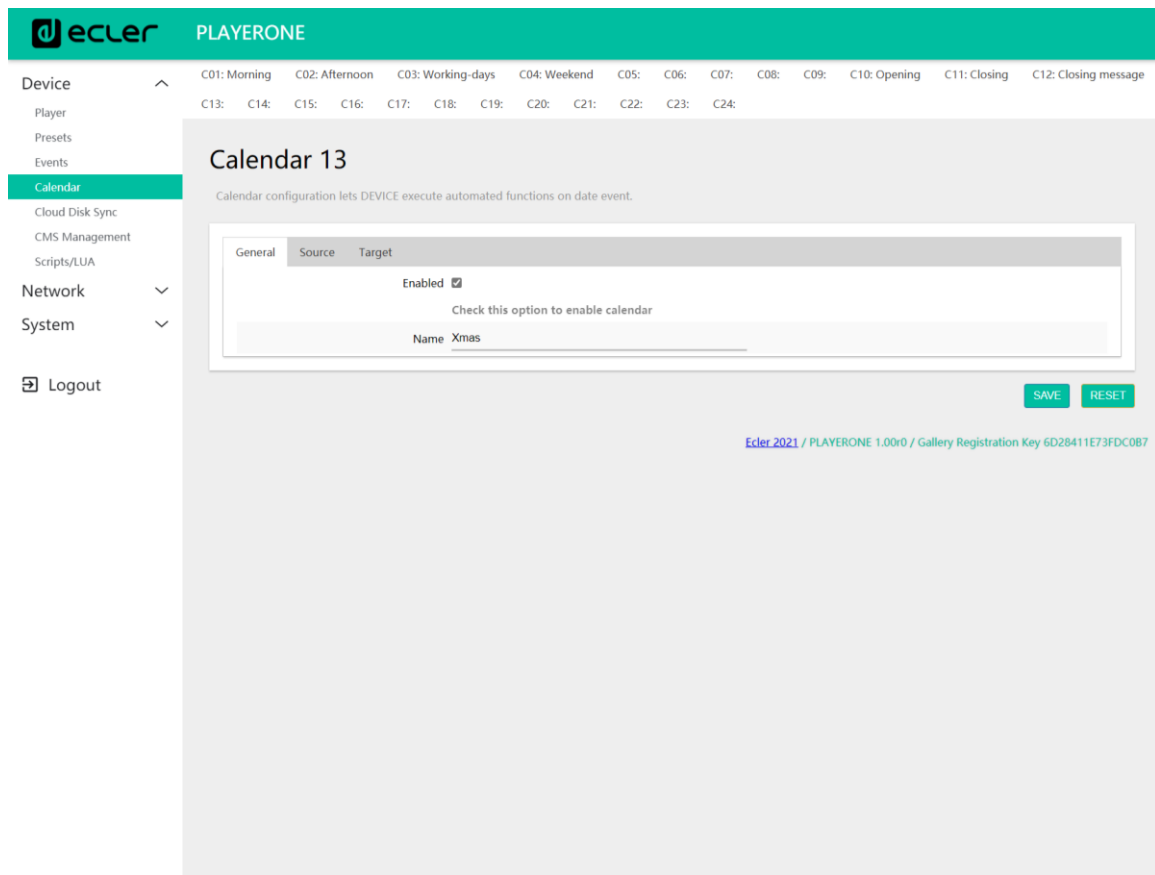 ecler
PLAYERONE
Device
Player
Presets
Events
Calendar
Cloud Disk Sync
CMS Management
Scripts/LUA
Network
System
Logout
C01: Morning C02: Afternoon C03: Working-days C04: Weekend C05: C06: C07: C08: C09: C10: Opening C11: Closing C12: Closing message
C13: C14: C15: C16: C17: C18: C19: C20: C21: C22: C23: C24:
Calendar 13
Calendar configuration lets DEVICE execute automated functions on date event.
General Source Target
Enabled
Check this option to enable calendar
Name Xmas
SAVE RESET
Ecler 2021 / PLAYERONE 1.00r0 / Gallery Registration Key 6D28411E73FDC0B7